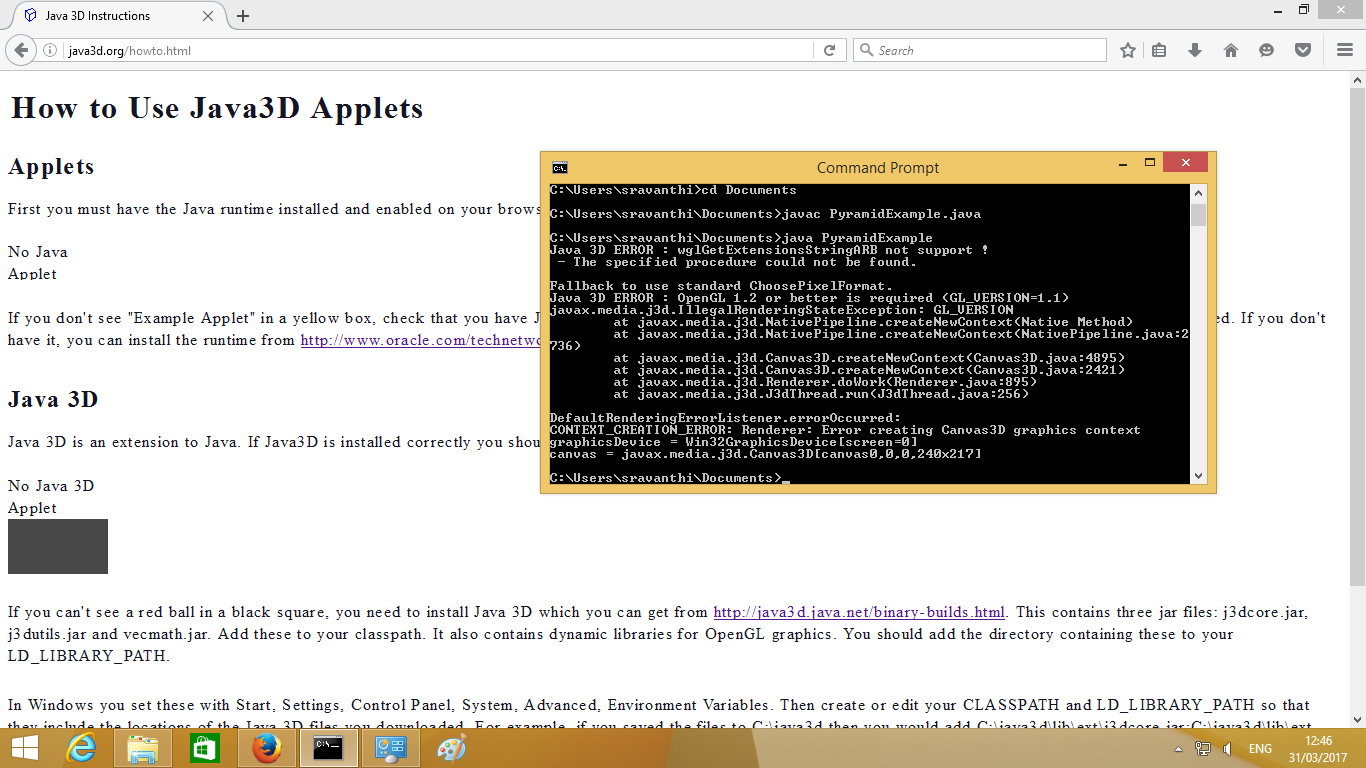 Java 3D Instructions
java3d.org/howto.html
Search
How to Use Java3D Applets
Applets
First you must have the Java runtime installed and enabled on your
No Java
Applet
If you don't see "Example Applet" in a yellow box, check that you have
If you don't
have it, you can install the runtime from
Java 3D
Java 3D is an extension to Java. If Java3D is installed correctly you
No Java 3D
Applet
If you can't see a red ball in a black square, you need to install Java 3D which you can get from http://java3d.java.net/binary-builds.html. This contains three jar files: j3dcore.jar,
j3dutils.jar and vecmath.jar. Add these to your classpath. It also contains dynamic libraries for OpenGL graphics. You should add the directory containing these to your
LD_LIBRARY_PATH.
In Windows you set these with Start, Settings, Control Panel, System, Advanced, Environment Variables. Then create or edit your CLASSPATH and LD_LIBRARY_PATH so that
they include the locations of the Java 3D files you downloaded. For example, if you saved the files to C:\java3d then you would add C:\java3d\lib\ext\j3dcore.jar;C:\java3d\lib\ext
Command Prompt
C:\Users\sravanthi>cd Documents
C:\Users\sravanthi\Documents>javac PyramidExample.java
C:\Users\sravanthi\Documents>java PyramidExample
Java 3D ERROR : wglGetExtensionsStringARB not support !
- The specified procedure could not be found.
Fallback to use standard ChoosePixelFormat.
Java 3D ERROR : OpenGL 1.2 or better is required (GL_VERSION=1.1)
javax.media.j3d.IllegalRenderingStateException: GL_VERSION
at javax.media.j3d.NativePipeline.createNewContext(Native Method)
at javax.media.j3d.NativePipeline.createNewContext(NativePipeline.java:2
736)
at javax.media.j3d.Canvas3D.createNewContext(Canvas3D.java:4895)
at javax.media.j3d.Canvas3D.createNewContext(Canvas3D.java:2421)
at javax.media.j3d.Renderer.doWork(Renderer.java:895)
at javax.media.j3d.J3dThread.run(J3dThread.java:256)
DefaultRenderingErrorListener.errorOccurred:
CONTEXT_CREATION_ERROR: Renderer: Error creating Canvas3D graphics context
graphicsDevice = Win32GraphicsDevice[screen=0]
canvas = javax.media.j3d.Canvas3D[canvas0,0,0,240x217]
C:\Users\sravanthi\Documents>
ENG
12:46
31/03/2017